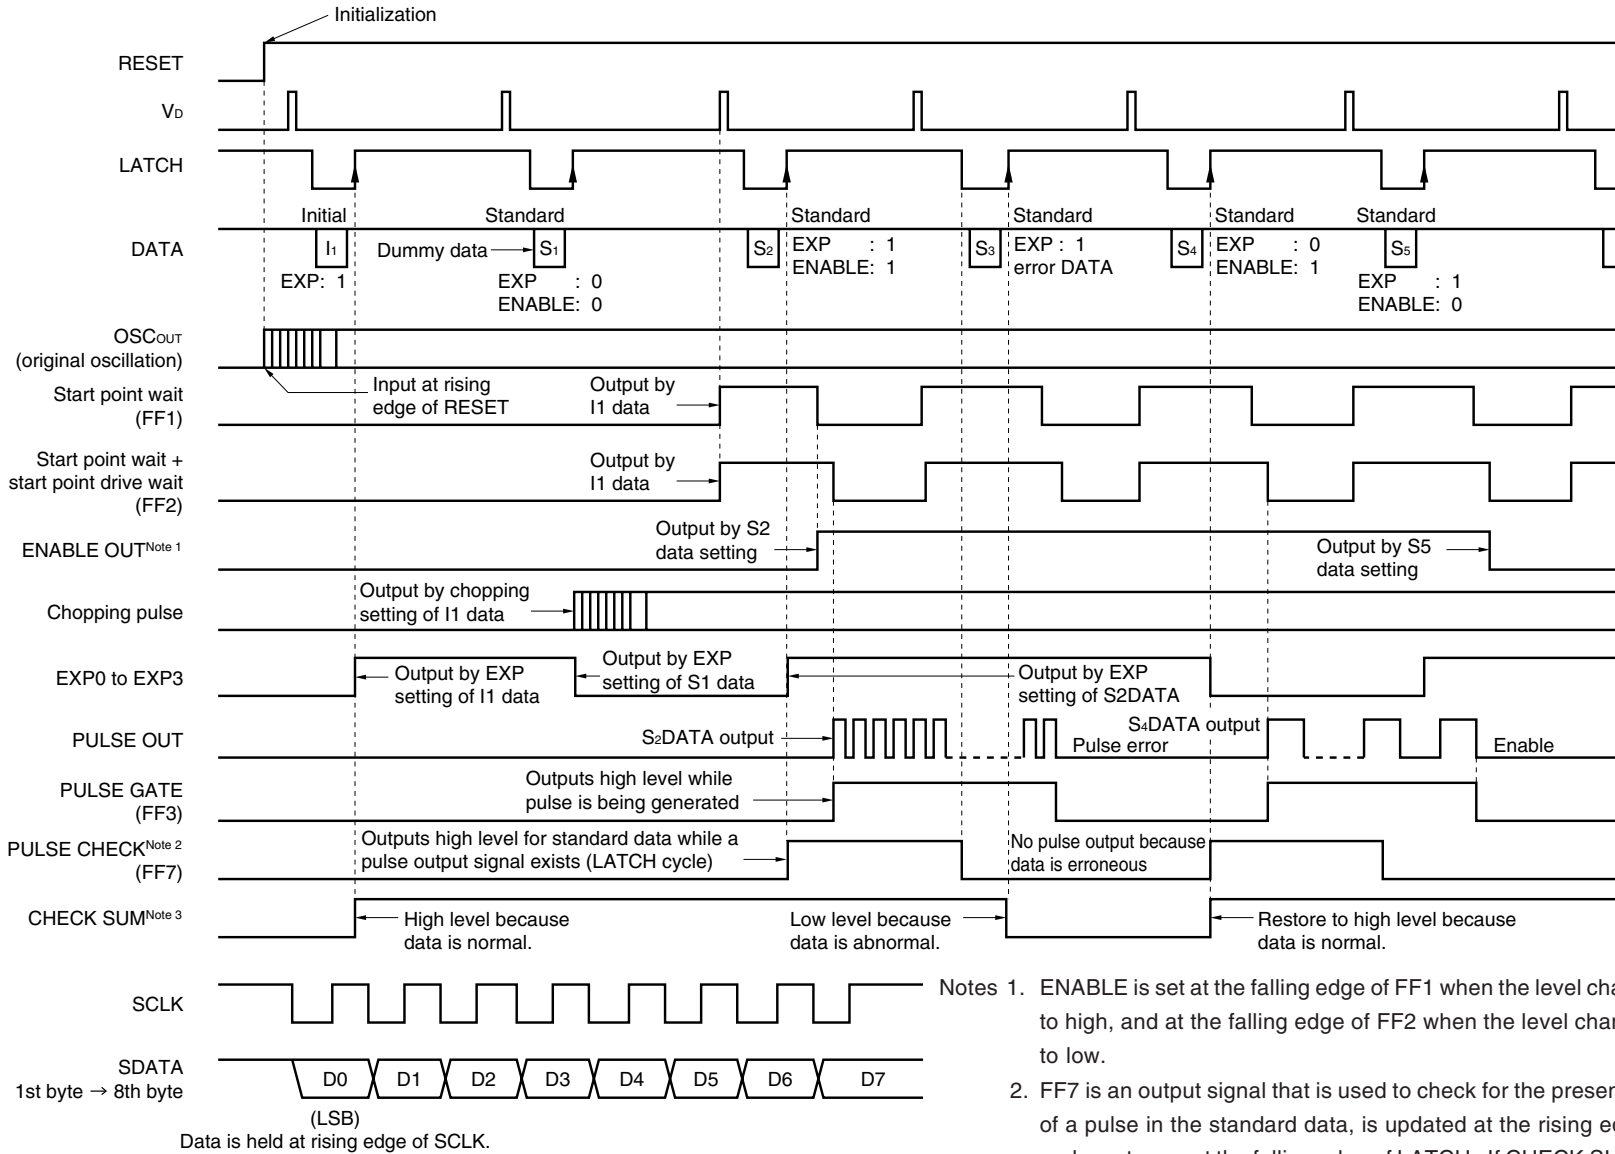 Initialization
RESET
VD
LATCH
Initial
Standard
Standard
Standard
Standard
Standard
DATA
I1
Dummy data
S1
S2
EXP : 1
ENABLE: 1
S3
EXP : 1
error DATA
S4
EXP : 0
ENABLE: 1
S5
EXP: 1
EXP : 0
ENABLE: 0
EXP : 1
ENABLE: 0
OSCOUT
(original oscillation)
Input at rising
edge of RESET
Start point wait
(FF1)
Output by
I1 data
Start point wait +
start point drive wait
(FF2)
Output by
I1 data
ENABLE OUTNote 1
Output by S2
data setting
Output by S5
data setting
Chopping pulse
Output by chopping
setting of I1 data
EXP0 to EXP3
Output by EXP
setting of I1 data
Output by EXP
setting of S1 data
Output by EXP
setting of S2DATA
PULSE OUT
S2DATA output
Pulse error
S4DATA output
Enable
PULSE GATE
(FF3)
Outputs high level while
pulse is being generated
PULSE CHECKNote 2
(FF7)
Outputs high level for standard data while a
pulse output signal exists (LATCH cycle)
No pulse output because
data is erroneous
CHECK SUMNote 3
High level because
data is normal.
Low level because
data is abnormal.
Restore to high level because
data is normal.
SCLK
SDATA
1st byte → 8th byte
D0 D1 D2 D3 D4 D5 D6 D7
(LSB)
Data is held at rising edge of SCLK.
Notes 1. ENABLE is set at the falling edge of FF1 when the level
to high, and at the falling edge of FF2 when the level
to low.
2. FF7 is an output signal that is used to check for the
of a pulse in the standard data, is updated at the rising